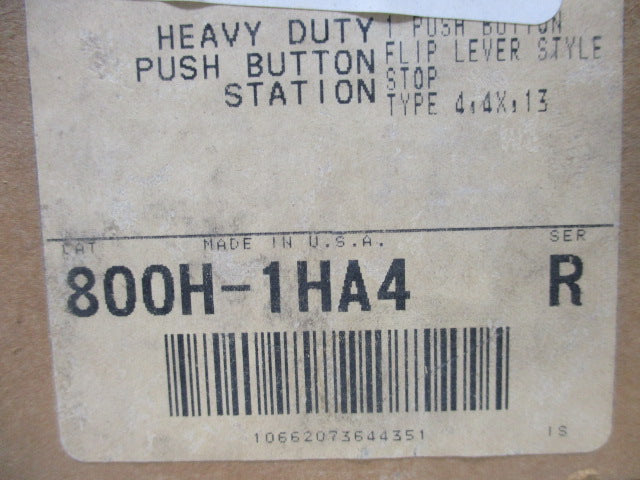 HEAVY DUTY
PUSH BUTTON
STATION
1 PUSH BUTTON
FLIP LEVER STYLE
STOP
TYPE 4,4X,13
CAT
MADE IN U.S.A.
SER
800H-1HA4
R
10662073644351
IS